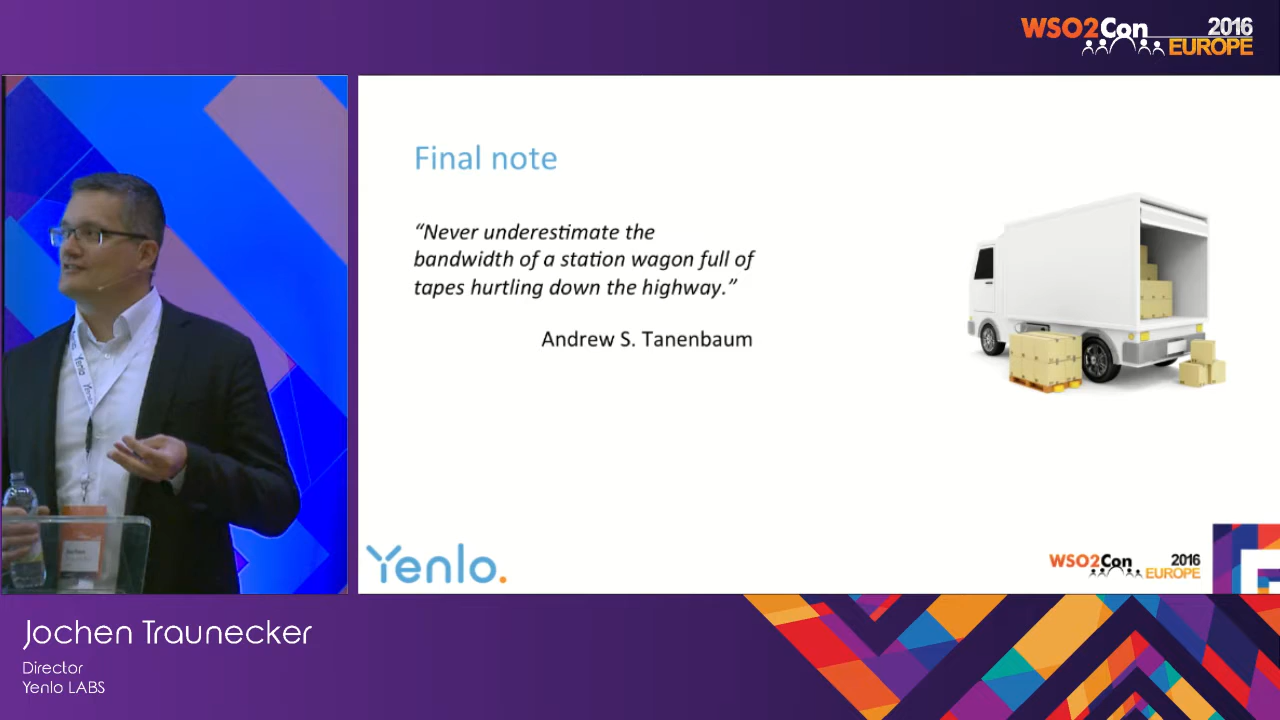 WSO2Con 2016
EUROPE
Final note
“Never underestimate the
bandwidth of a station wagon full of
tapes hurtling down the highway.”
Andrew S. Tanenbaum
Yenlo
Yenlo.
WSO2Con 2016
EUROPE
Jochen Traunecker
Director
Yenlo LABS